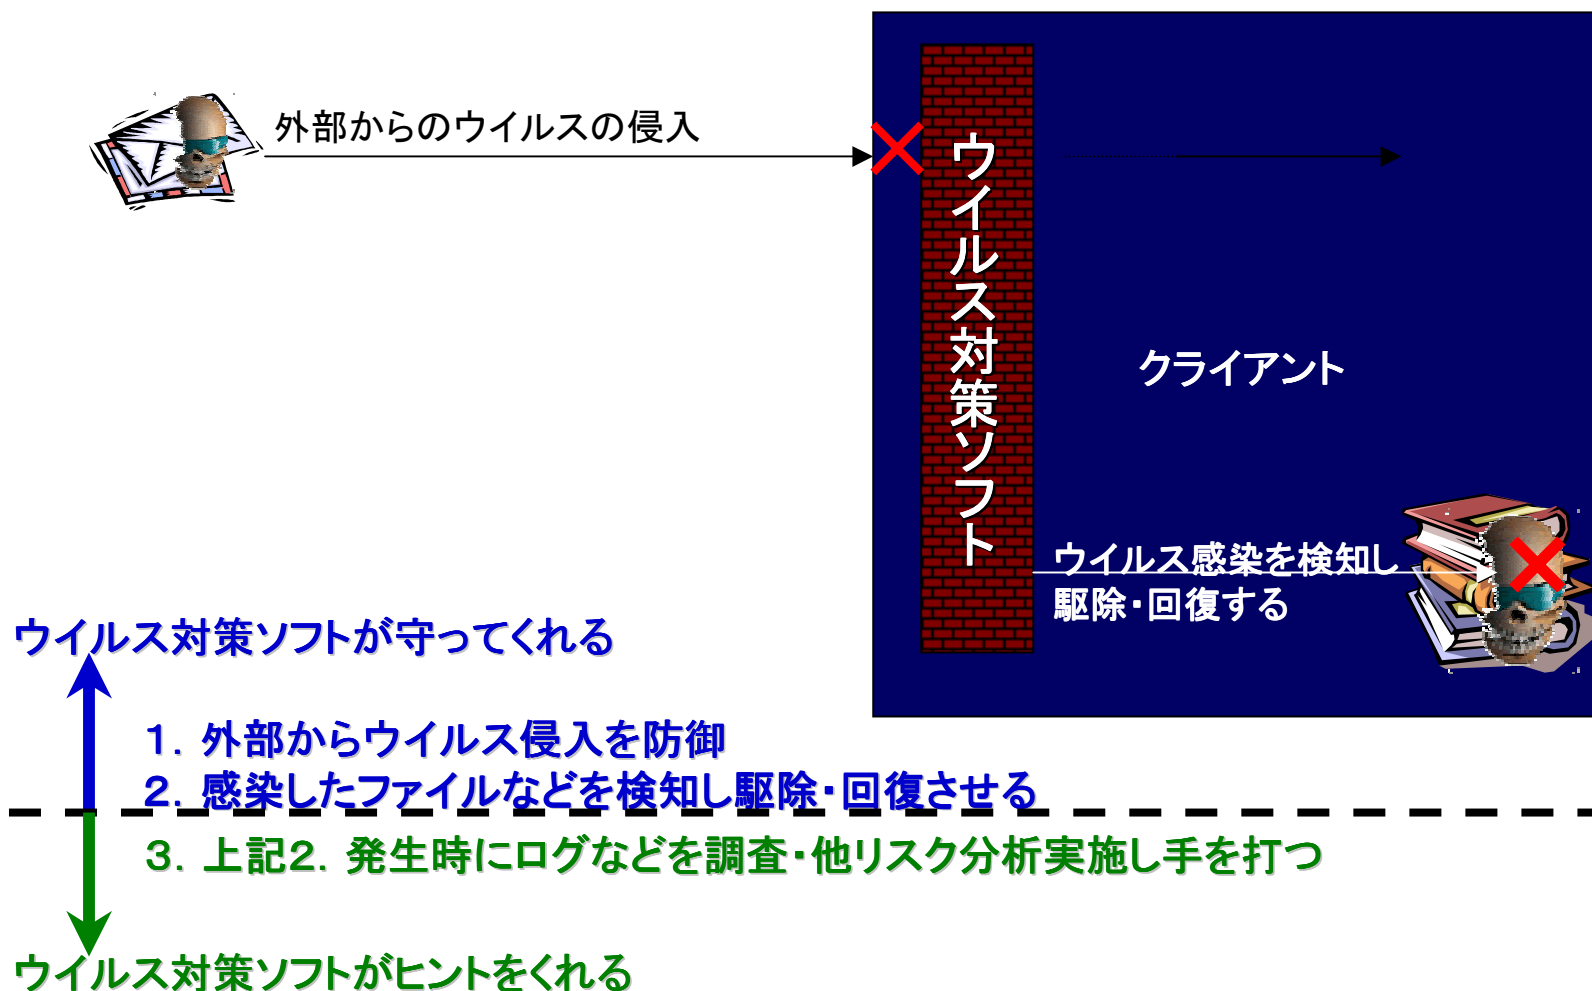 外部からのウイルスの侵入
ウイルス対策ソフト
クライアント
ウイルス感染を検知し
駆除・回復する
ウイルス対策ソフトが守ってくれる
１．外部からウイルス侵入を防御
２．感染したファイルなどを検知し駆除・回復させる
３．上記２．発生時にログなどを調査・他リスク分析実施し手を打つ
ウイルス対策ソフトがヒントをくれる